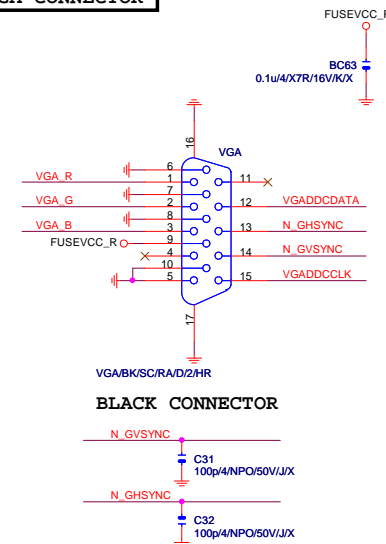 CONNECTOR
FUSEVCC_R
BC63
0.1u/4/X7R/16V/K/X
16
VGA
6
VGA_R
1
11
7
VGA_G
2
12
VGADDCDATA
8
VGA_B
3
13
N_GHSYNC
FUSEVCC_R
9
4
14
N_GVSYNC
10
5
15
VGADDCCLK
17
VGA/BK/SC/RA/D/2/HR
BLACK CONNECTOR
N_GVSYNC
C31
100p/4/NPO/50V/J/X
N_GHSYNC
C32
100p/4/NPO/50V/J/X